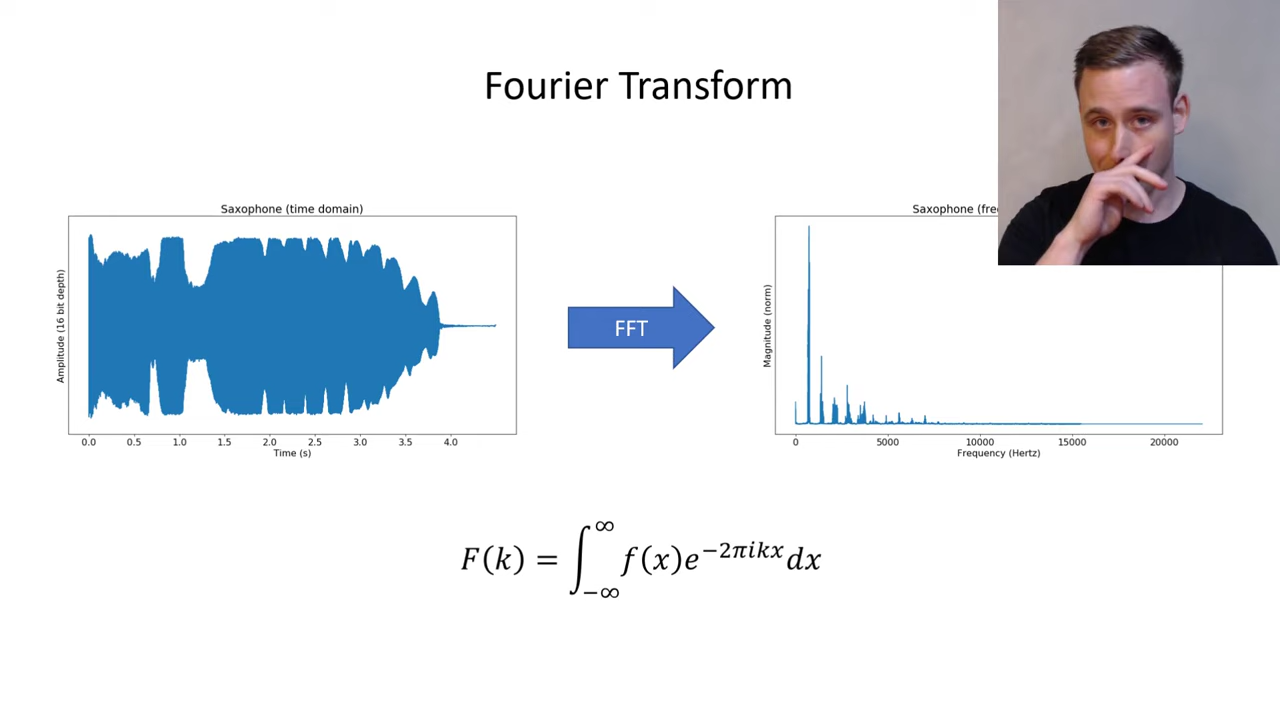 Fourier Transform
Saxophone (time domain)
Amplitude (16 bit depth)
0.0 0.5 1.0 1.5 2.0 2.5 3.0 3.5 4.0
Time (s)
FFT
Saxophone
Magnitude (norm)
0 5000 10000 15000 20000
Frequency (Hertz)
F(k) = ∫_{−∞}^{∞} f(x)e^{−2πikx}dx